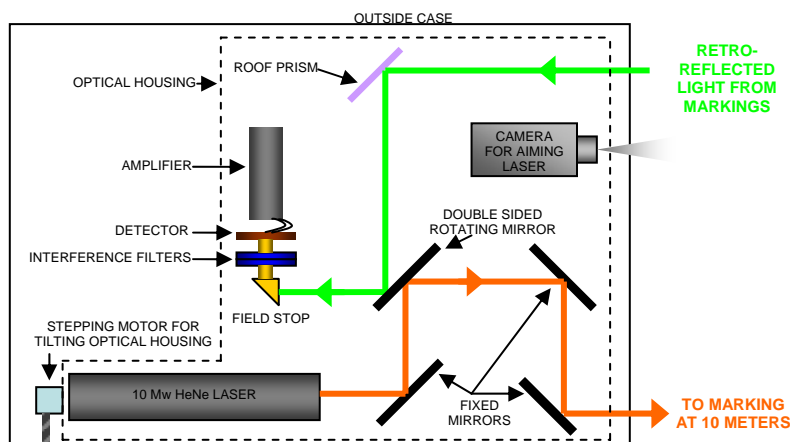 OUTSIDE CASE
OPTICAL HOUSING
ROOF PRISM
RETRO-
REFLECTED
LIGHT FROM
MARKINGS
CAMERA
FOR AIMING
LASER
AMPLIFIER
DETECTOR
INTERFERENCE FILTERS
DOUBLE SIDED
ROTATING MIRROR
FIELD STOP
STEPPING MOTOR FOR
TILTING OPTICAL HOUSING
10 Mw HeNe LASER
FIXED
MIRRORS
TO MARKING
AT 10 METERS